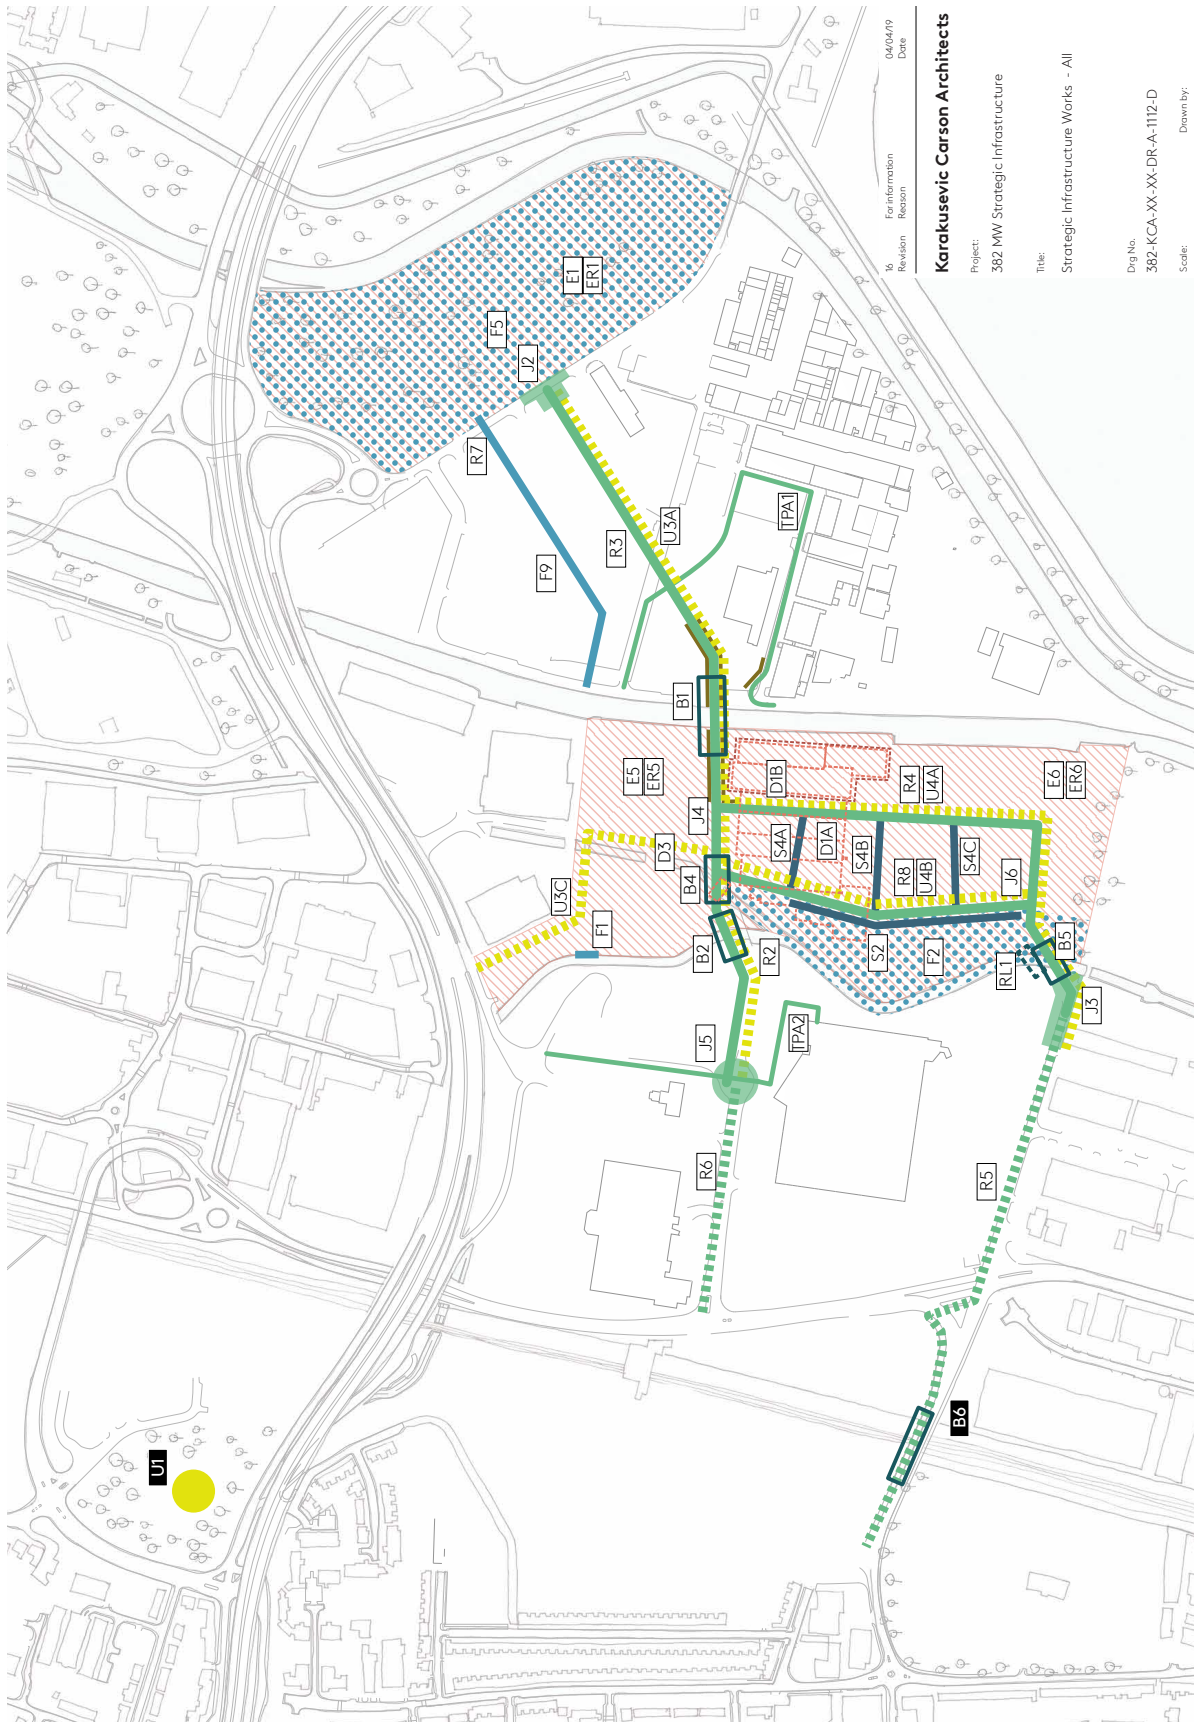 U1
B6
R6
R5
J5
TPA2
J3
RL1
B5
B2
R2
F1
U3C
S2
F2
B4
D3
J4
S4A
D1A
S4B
R8
U4B
S4C
J6
E5
ER5
D1B
R4
U4A
E6
ER6
B1
F9
R3
U3A
TPA1
R7
J2
F5
E1
ER1
16
For information
04/04/19
Revision
Reason
Date
Karakusevic Carson Architects
Project:
382 MW Strategic Infrastructure
Title:
Strategic Infrastructure Works - All
Drg No.
382-KCA-XX-XX-DR-A-1112-D
Scale:
Drawn by: